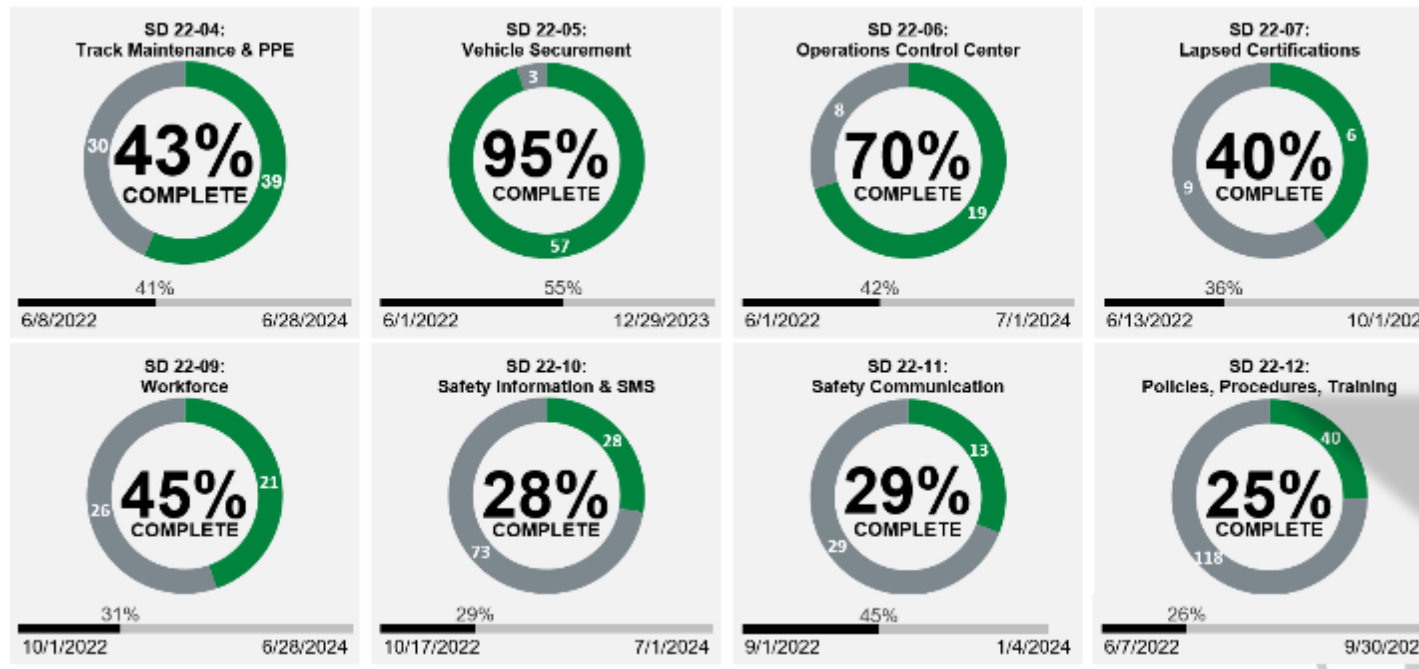 SD 22-04:
Track Maintenance & PPE
30
43%
COMPLETE
39
41%
6/8/2022 6/28/2024
SD 22-05:
Vehicle Securement
3
95%
COMPLETE
57
55%
6/1/2022 12/29/2023
SD 22-06:
Operations Control Center
8
70%
COMPLETE
19
42%
6/1/2022 7/1/2024
SD 22-07:
Lapsed Certifications
6
40%
COMPLETE
9
36%
6/13/2022 10/1/202
SD 22-09:
Workforce
21
45%
COMPLETE
26
31%
10/1/2022 6/28/2024
SD 22-10:
Safety Information & SMS
28
28%
COMPLETE
73
29%
10/17/2022 7/1/2024
SD 22-11:
Safety Communication
13
29%
COMPLETE
29
45%
9/1/2022 1/4/2024
SD 22-12:
Policies, Procedures, Training
40
25%
COMPLETE
118
26%
6/7/2022 9/30/202